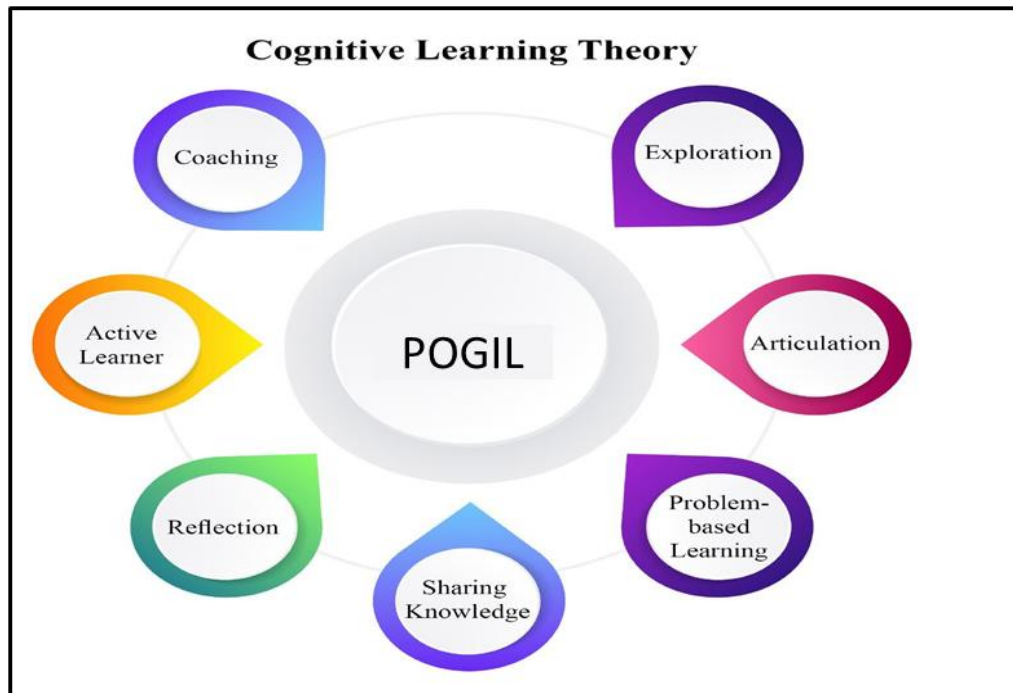 Cognitive Learning Theory
Coaching
Exploration
Active
Learner
POGIL
Articulation
Reflection
Problem-
based
Learning
Sharing
Knowledge